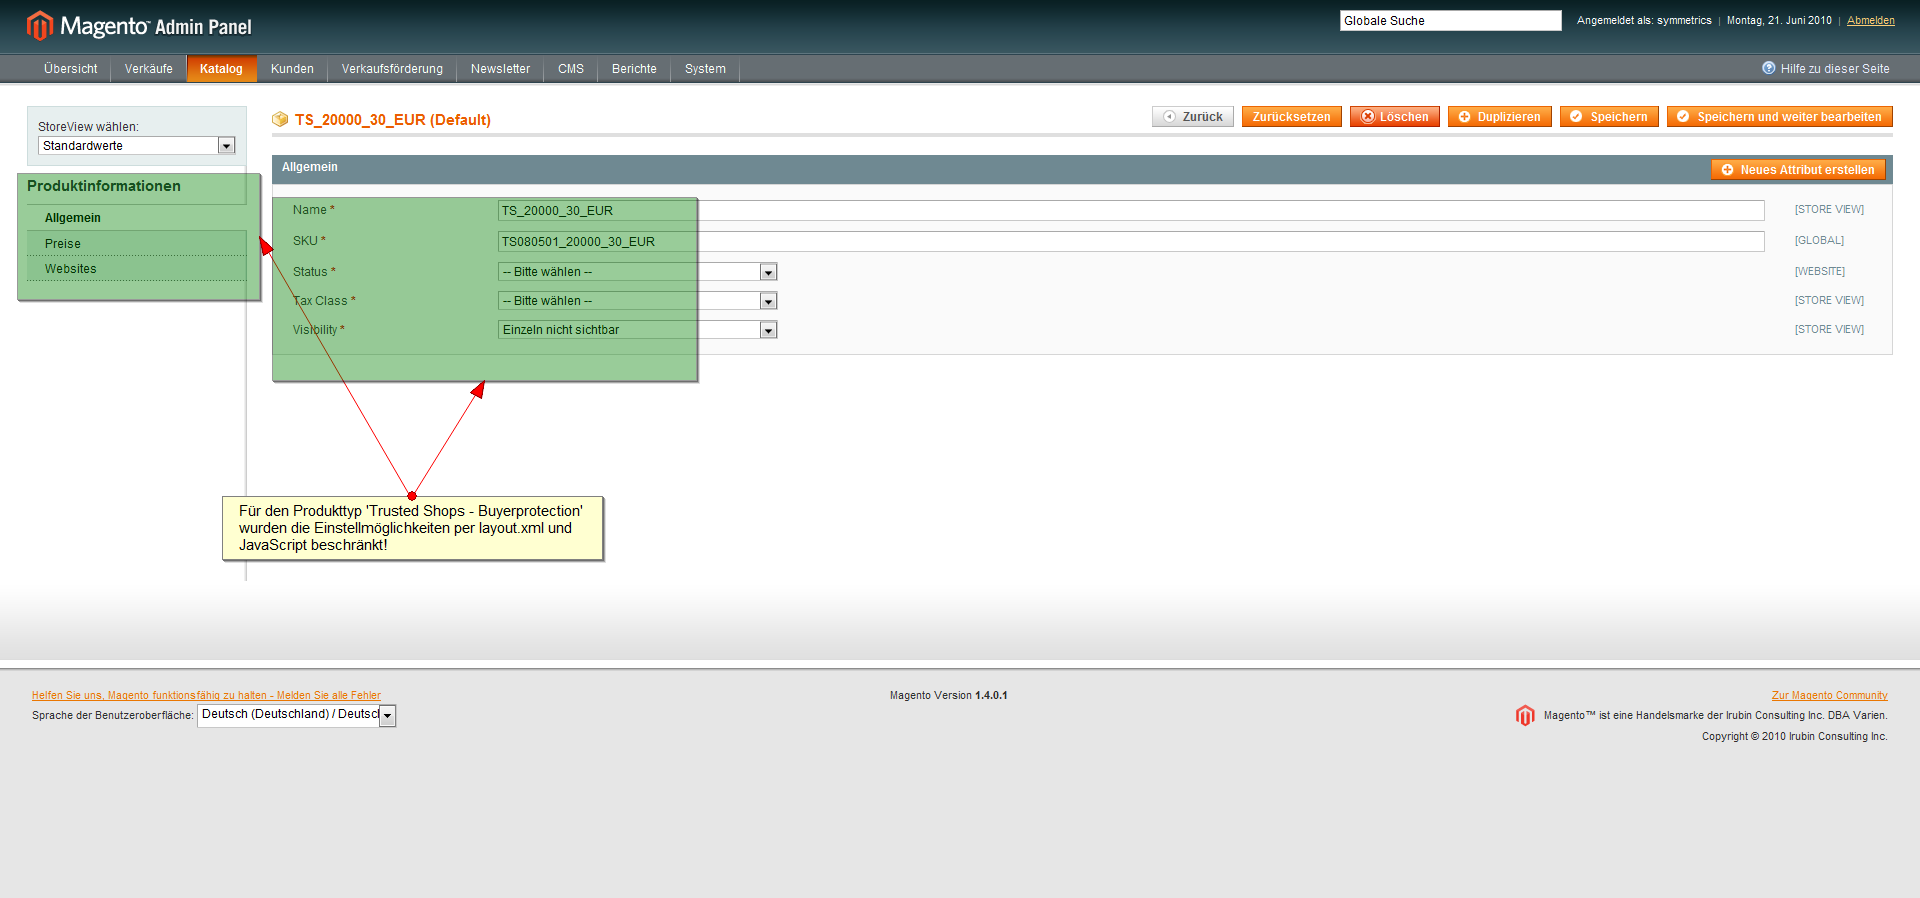 Magento™ Admin Panel
Globale Suche
Angemeldet als: symmetrics | Montag, 21. Juni 2010 | Abmelden
Übersicht
Verkäufe
Katalog
Kunden
Verkaufsförderung
Newsletter
CMS
Berichte
System
Hilfe zu dieser Seite
StoreView wählen:
Standardwerte
Produktinformationen
Allgemein
Preise
Websites
TS_20000_30_EUR (Default)
Zurück
Zurücksetzen
Löschen
Duplizieren
Speichern
Speichern und weiter bearbeiten
Allgemein
Neues Attribut erstellen
Name * TS_20000_30_EUR [STORE VIEW]
SKU * TS080501_20000_30_EUR [GLOBAL]
Status * -- Bitte wählen -- [WEBSITE]
Tax Class * -- Bitte wählen -- [STORE VIEW]
Visibility * Einzeln nicht sichtbar [STORE VIEW]
Für den Produkttyp 'Trusted Shops - Buyerprotection'
wurden die Einstellmöglichkeiten per layout.xml und
JavaScript beschränkt!
Helfen Sie uns, Magento funktionsfähig zu halten - Melden Sie alle Fehler
Sprache der Benutzeroberfläche: Deutsch (Deutschland) / Deutscl
Magento Version 1.4.0.1
Zur Magento Community
Magento™ ist eine Handelsmarke der Irubin Consulting Inc. DBA Varien.
Copyright © 2010 Irubin Consulting Inc.